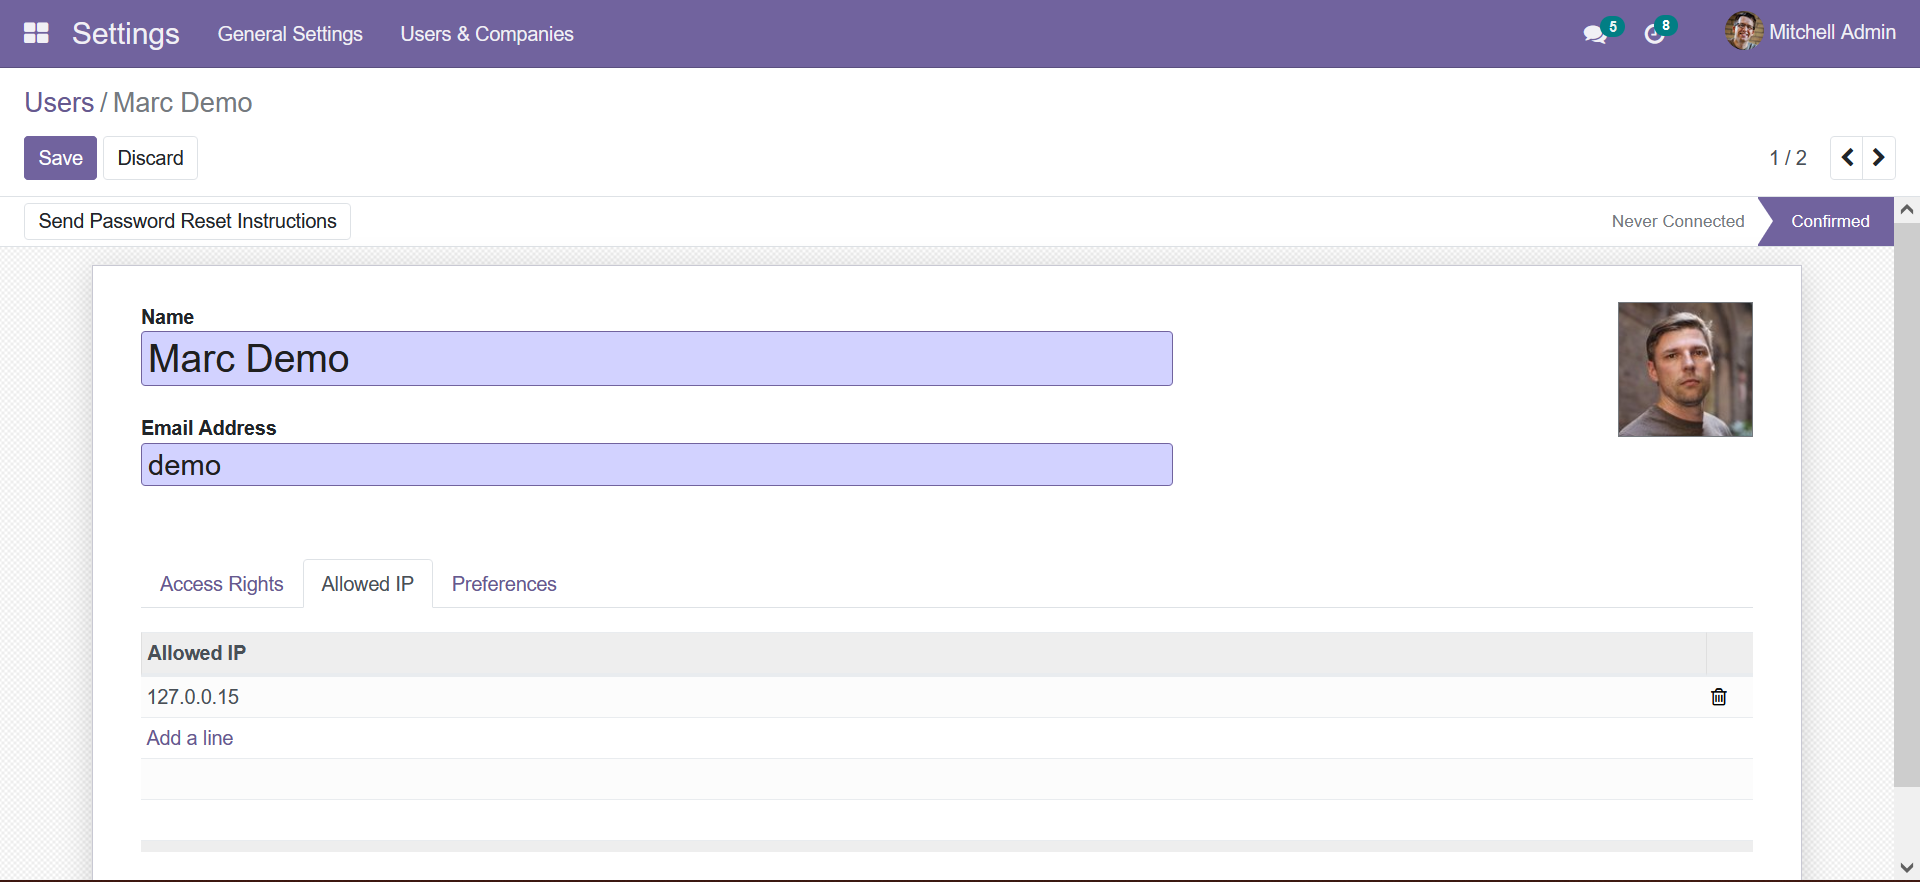 Settings General Settings Users & Companies 5 8 Mitchell Admin
Users / Marc Demo
Save Discard 1 / 2
Send Password Reset Instructions Never Connected Confirmed
Name
Marc Demo
Email Address
demo
Access Rights Allowed IP Preferences
Allowed IP
127.0.0.15
Add a line